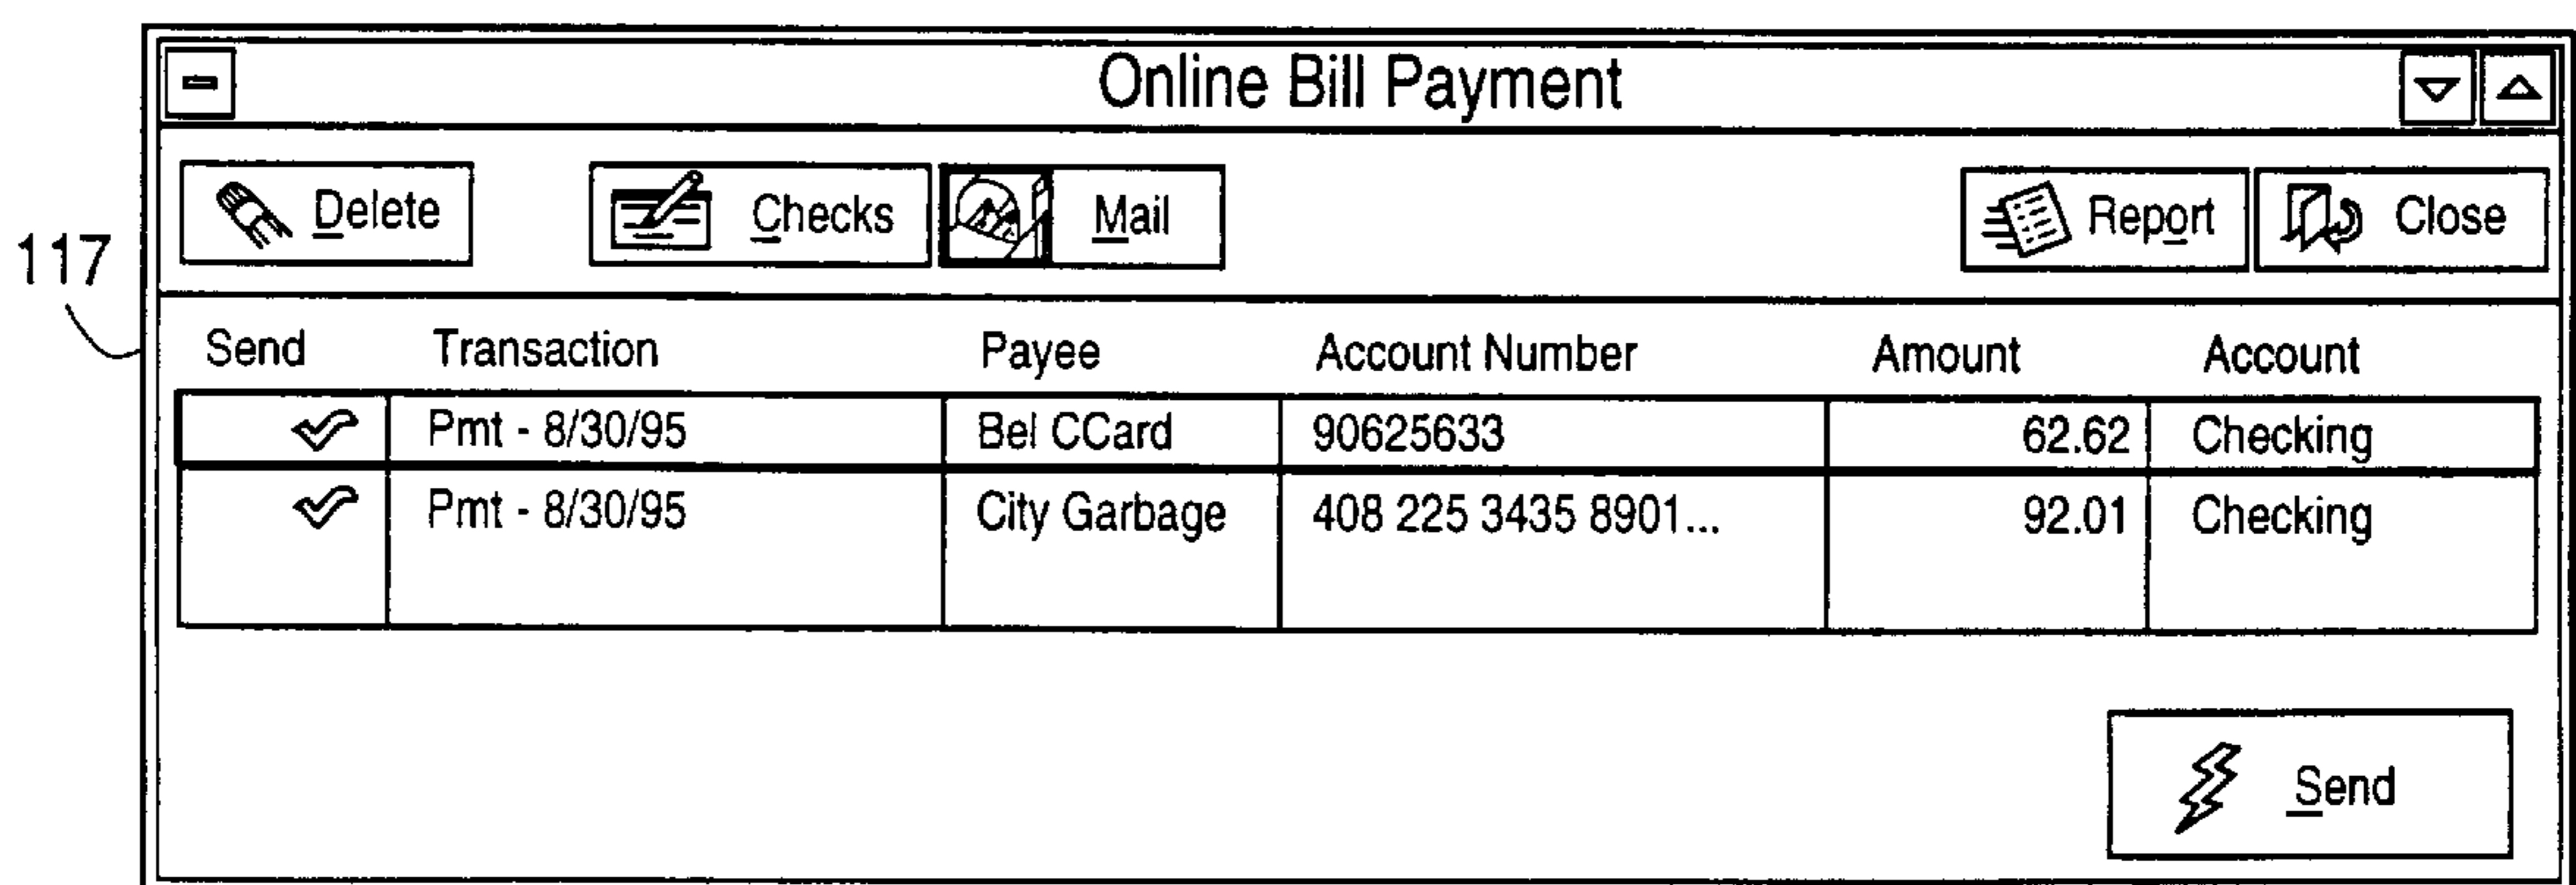 Online Bill Payment
Delete Checks Mail Report Close
117
Send Transaction Payee Account Number Amount Account
Pmt - 8/30/95 Bel CCard 90625633 62.62 Checking
Pmt - 8/30/95 City Garbage 408 225 3435 8901... 92.01 Checking
Send